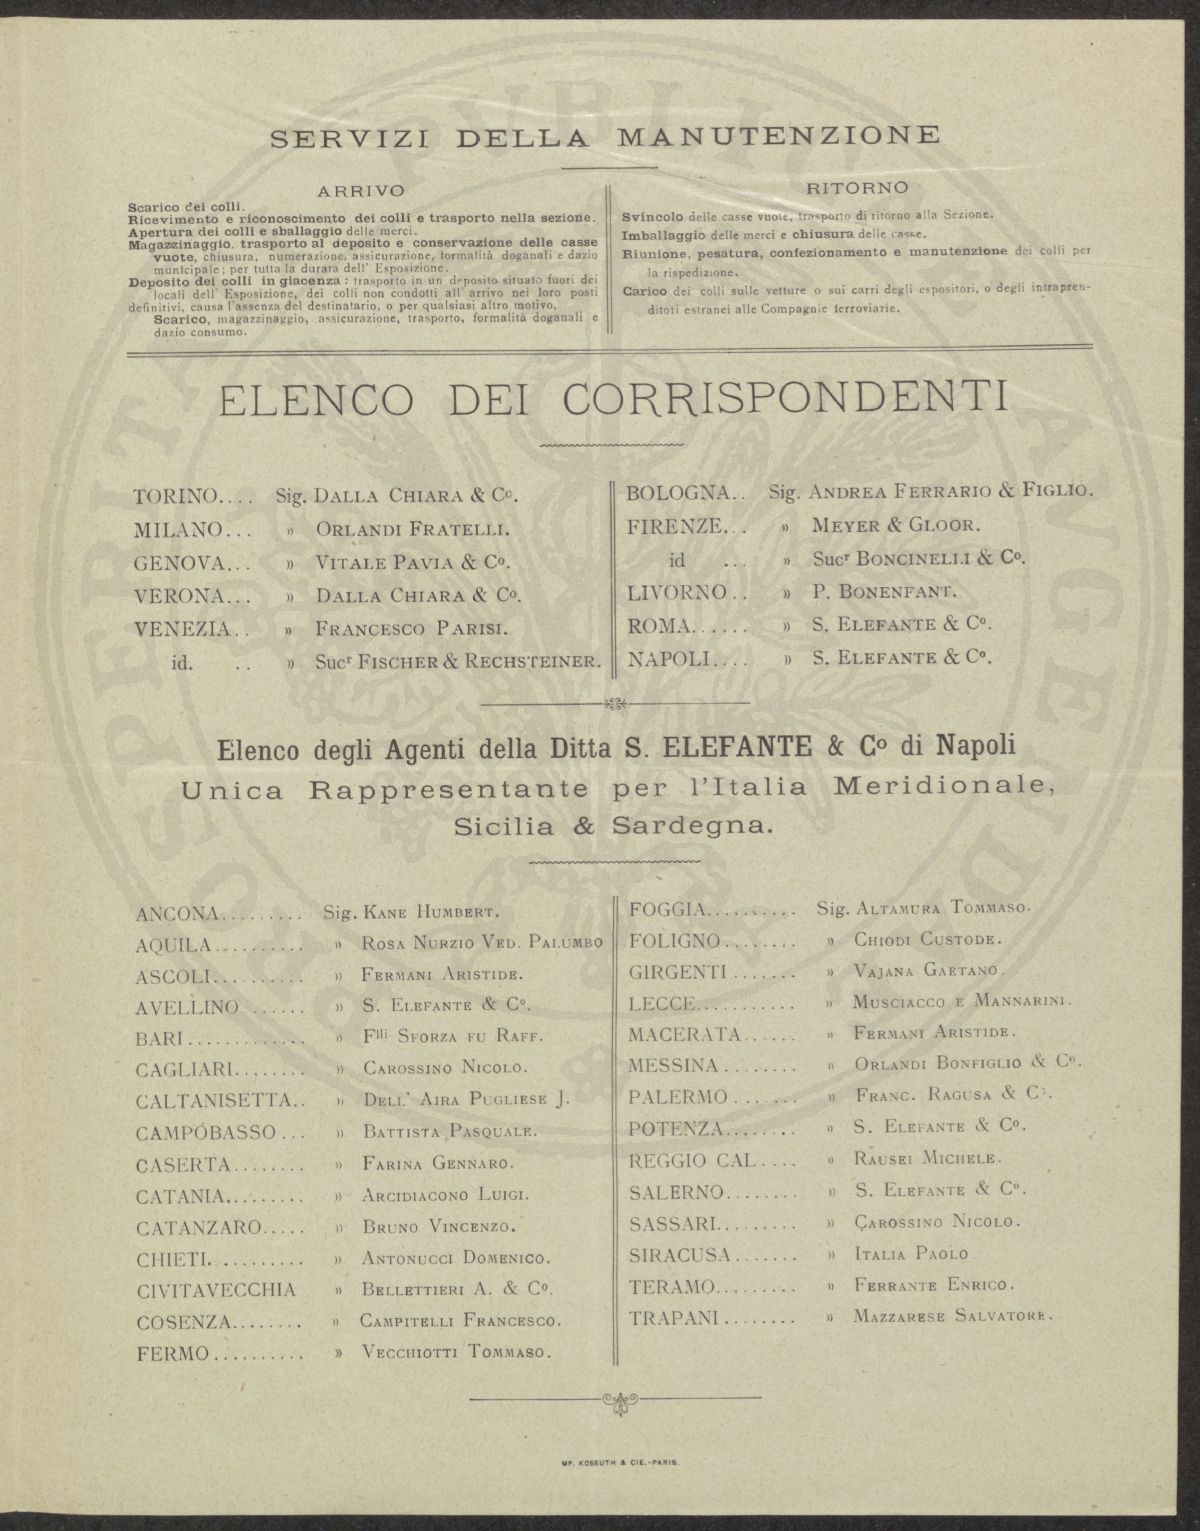 SERVIZI DELLA MANUTENZIONE
ARRIVO
Scarico dei colli.
Ricevimento e riconoscimento dei colli e trasporto nella sezione.
Apertura dei colli e sballaggio delle merci.
Magazzinaggio, trasporto al deposito e conservazione delle casse
vuote, chiusura, numerazione, assicurazione, formalità doganali e dazio
municipale; per tutta la durata dell' Esposizione.
Deposito dei colli in giacenza : trasporto in un deposito situato fuori dei
locali dell' Esposizione, dei colli non condotti all' arrivo nei loro posti
definitivi, causa l'assenza del destinatario, o per qualsiasi altro motivo,
Scarico, magazzinaggio, assicurazione, trasporto, formalità doganali e
dazio consumo.
RITORNO
Svincolo delle casse vuote, trasporto di ritorno alla Sezione.
Imballaggio delle merci e chiusura delle casse.
Riunione, pesatura, confezionamento e manutenzione dei colli per
la rispedizione.
Carico dei colli sulle vetture o sui carri degli espositori, o degli intrapren-
ditori estranei alle Compagnie ferroviarie.
ELENCO DEI CORRISPONDENTI
TORINO.... Sig. DALLA CHIARA & Cº.
MILANO... » ORLANDI FRATELLI.
GENOVA... » VITALE PAVIA & Cº.
VERONA... » DALLA CHIARA & Cº.
VENEZIA.. » FRANCESCO PARISI.
id. .. » Sucʳ FISCHER & RECHSTEINER.
BOLOGNA.. Sig. ANDREA FERRARIO & FIGLIO.
FIRENZE... » MEYER & GLOOR.
id ... » Sucʳ BONCINELLI & Cº.
LIVORNO.. » P. BONENFANT.
ROMA...... » S. ELEFANTE & Cº.
NAPOLI.... » S. ELEFANTE & Cº.
Elenco degli Agenti della Ditta S. ELEFANTE & Cº di Napoli
Unica Rappresentante per l'Italia Meridionale,
Sicilia & Sardegna.
ANCONA......... Sig. KANE HUMBERT.
AQUILA.......... » ROSA NURZIO VED. PALUMBO
ASCOLI.......... » FERMANI ARISTIDE.
AVELLINO ...... » S. ELEFANTE & Cº.
BARI............. » Fˡˡⁱ SFORZA FU RAFF.
CAGLIARI........ » CAROSSINO NICOLO.
CALTANISETTA.. » DELL' AIRA PUGLIESE J.
CAMPOBASSO... » BATTISTA PASQUALE.
CASERTA........ » FARINA GENNARO.
CATANIA......... » ARCIDIACONO LUIGI.
CATANZARO..... » BRUNO VINCENZO.
CHIETI.......... » ANTONUCCI DOMENICO.
CIVITAVECCHIA » BELLETTIERI A. & Cº.
COSENZA........ » CAMPITELLI FRANCESCO.
FERMO.......... » VECCHIOTTI TOMMASO.
FOGGIA.......... Sig. ALTAMURA TOMMASO.
FOLIGNO........ » CHIODI CUSTODE.
GIRGENTI....... » VAJANA GAETANO.
LECCE........... » MUSCIACCO E MANNARINI.
MACERATA...... » FERMANI ARISTIDE.
MESSINA........ » ORLANDI BONFIGLIO & Cº.
PALERMO....... » FRANC. RAGUSA & Cº.
POTENZA........ » S. ELEFANTE & Cº.
REGGIO CAL.... » RAUSEI MICHELE.
SALERNO........ » S. ELEFANTE & Cº.
SASSARI......... » CAROSSINO NICOLO.
SIRACUSA....... » ITALIA PAOLO
TERAMO......... » FERRANTE ENRICO.
TRAPANI........ » MAZZARESE SALVATORE.
MP. KOSSUTH & CIE.-PARIS.